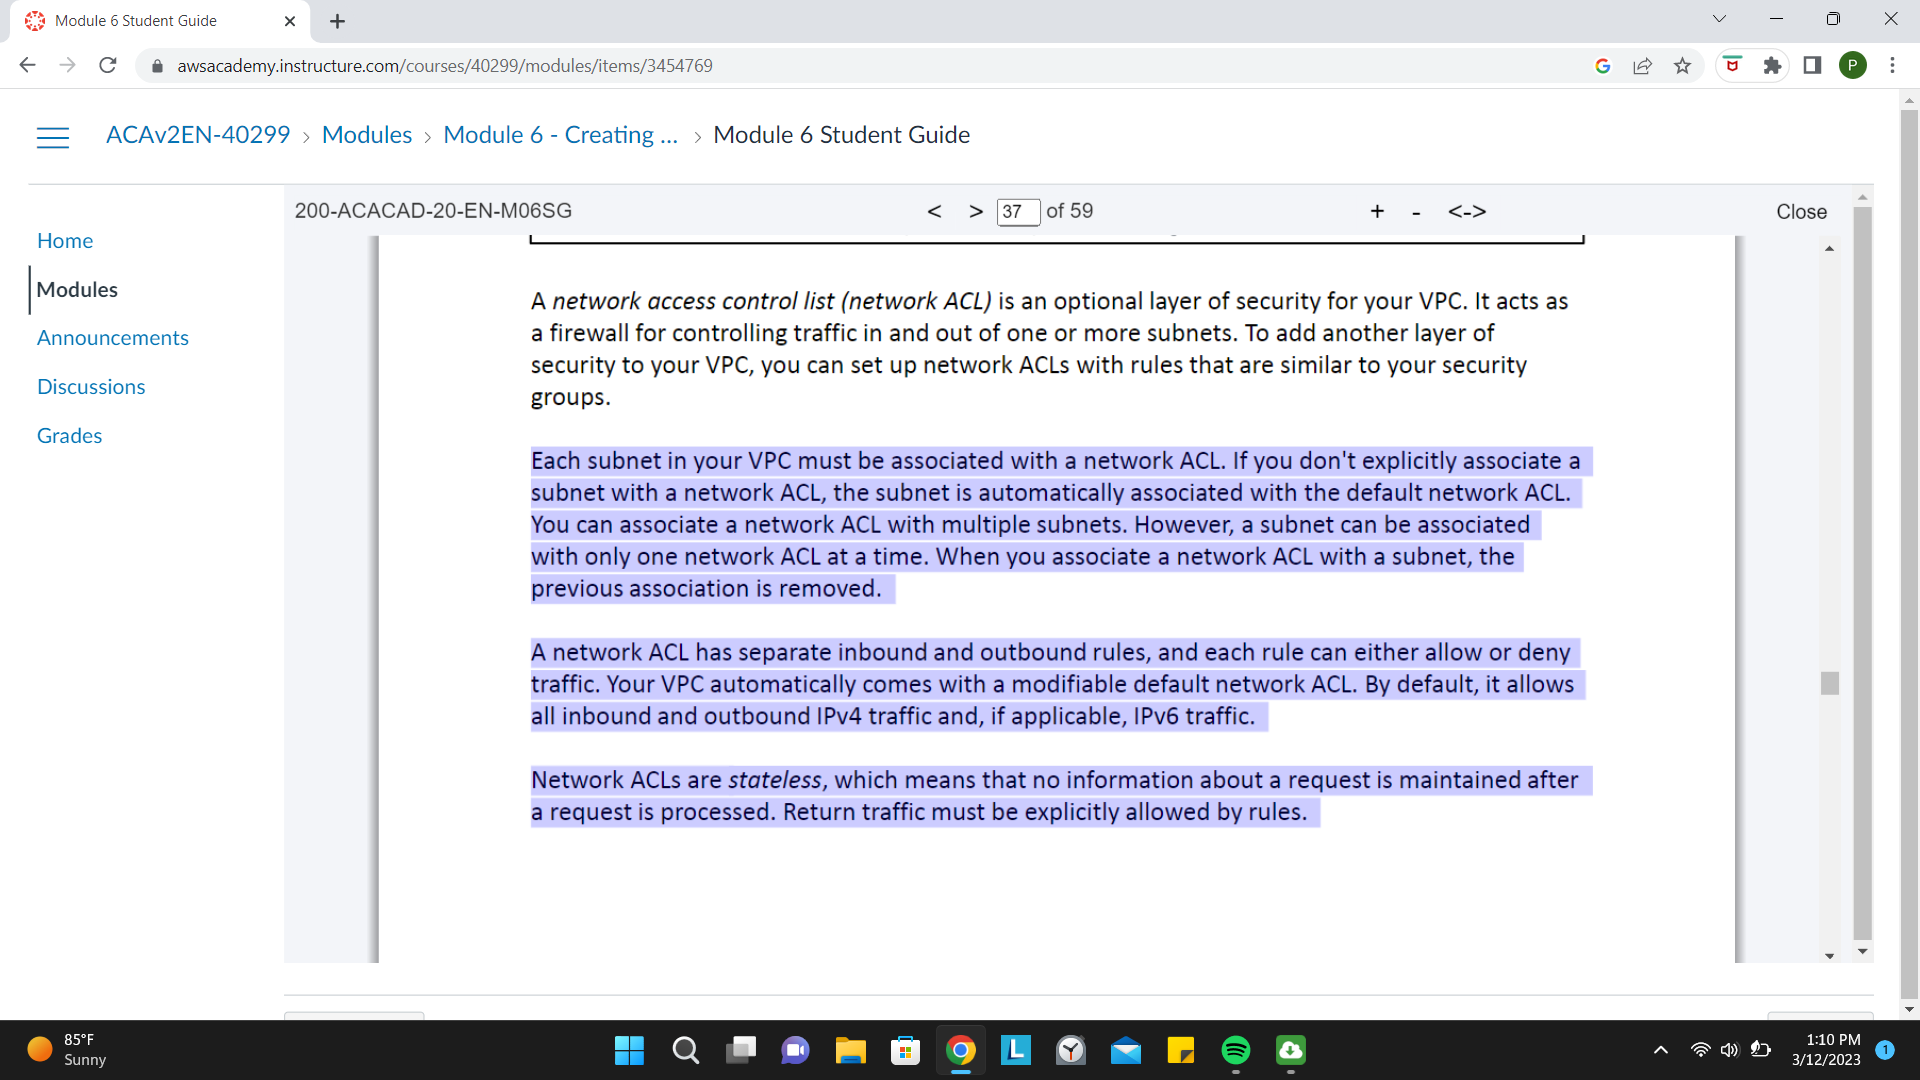 Module 6 Student Guide
awsacademy.instructure.com/courses/40299/modules/items/3454769
P
ACAv2EN-40299 > Modules > Module 6 - Creating ... > Module 6 Student Guide
200-ACACAD-20-EN-M06SG < > 37 of 59 + - <-> Close
Home
Modules
Announcements
Discussions
Grades
A network access control list (network ACL) is an optional layer of security for your VPC. It acts as
a firewall for controlling traffic in and out of one or more subnets. To add another layer of
security to your VPC, you can set up network ACLs with rules that are similar to your security
groups.
Each subnet in your VPC must be associated with a network ACL. If you don't explicitly associate a
subnet with a network ACL, the subnet is automatically associated with the default network ACL.
You can associate a network ACL with multiple subnets. However, a subnet can be associated
with only one network ACL at a time. When you associate a network ACL with a subnet, the
previous association is removed.
A network ACL has separate inbound and outbound rules, and each rule can either allow or deny
traffic. Your VPC automatically comes with a modifiable default network ACL. By default, it allows
all inbound and outbound IPv4 traffic and, if applicable, IPv6 traffic.
Network ACLs are stateless, which means that no information about a request is maintained after
a request is processed. Return traffic must be explicitly allowed by rules.
85°F
Sunny
L
1:10 PM
3/12/2023
1